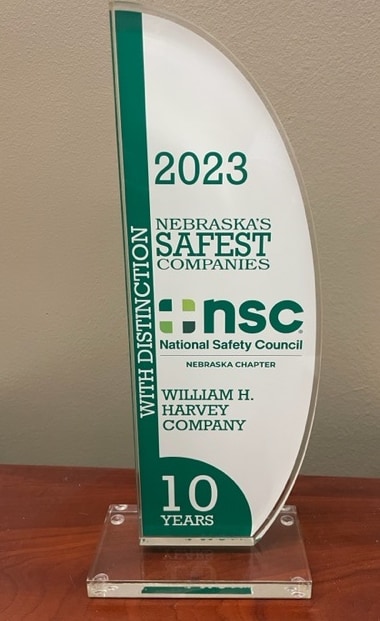 2023
NEBRASKA'S
SAFEST
COMPANIES
WITH DISTINCTION
nsc®
National Safety Council
NEBRASKA CHAPTER
WILLIAM H.
HARVEY
COMPANY
10
YEARS